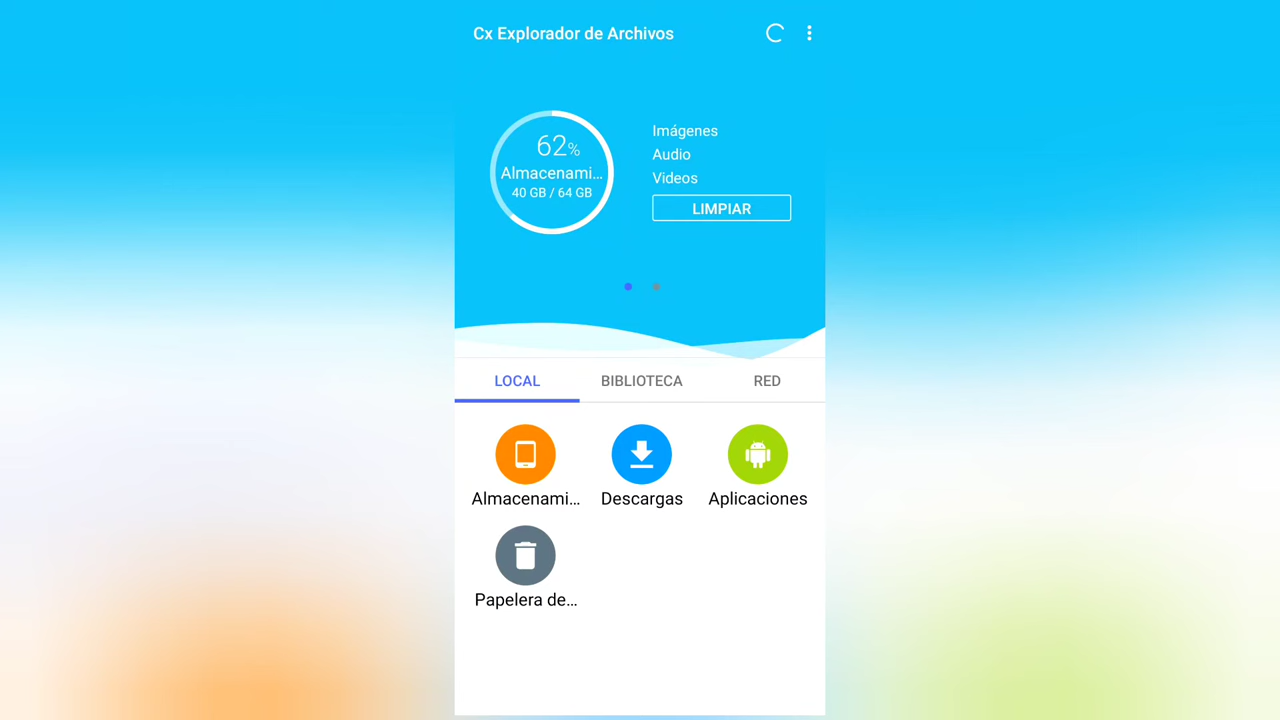 Cx Explorador de Archivos
62%
Almacenami...
40 GB / 64 GB
Imágenes
Audio
Videos
LIMPIAR
LOCAL
BIBLIOTECA
RED
Almacenami...
Descargas
Aplicaciones
Papelera de...